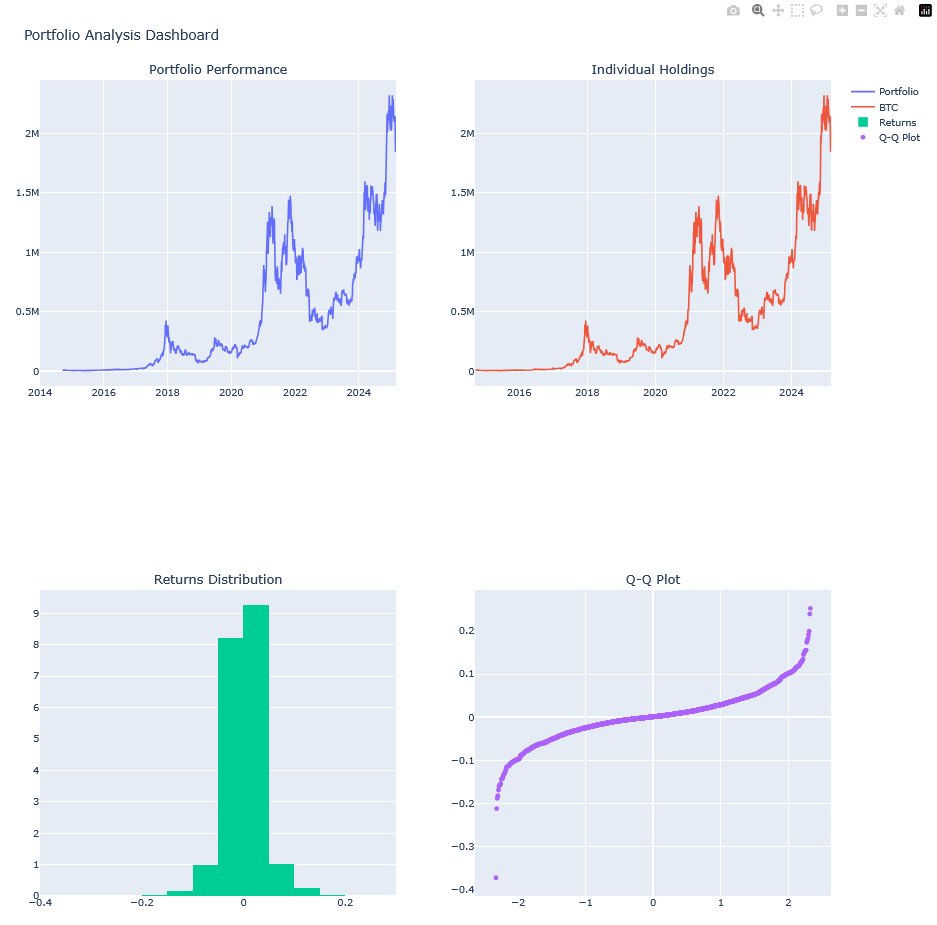 Portfolio Analysis Dashboard
Portfolio Performance
2M
1.5M
1M
0.5M
0
2014 2016 2018 2020 2022 2024
Individual Holdings
2M
1.5M
1M
0.5M
0
2016 2018 2020 2022 2024
Portfolio
BTC
Returns
Q-Q Plot
Returns Distribution
9
8
7
6
5
4
3
2
1
0
−0.4 −0.2 0 0.2
Q-Q Plot
0.2
0.1
0
−0.1
−0.2
−0.3
−0.4
−2 −1 0 1 2